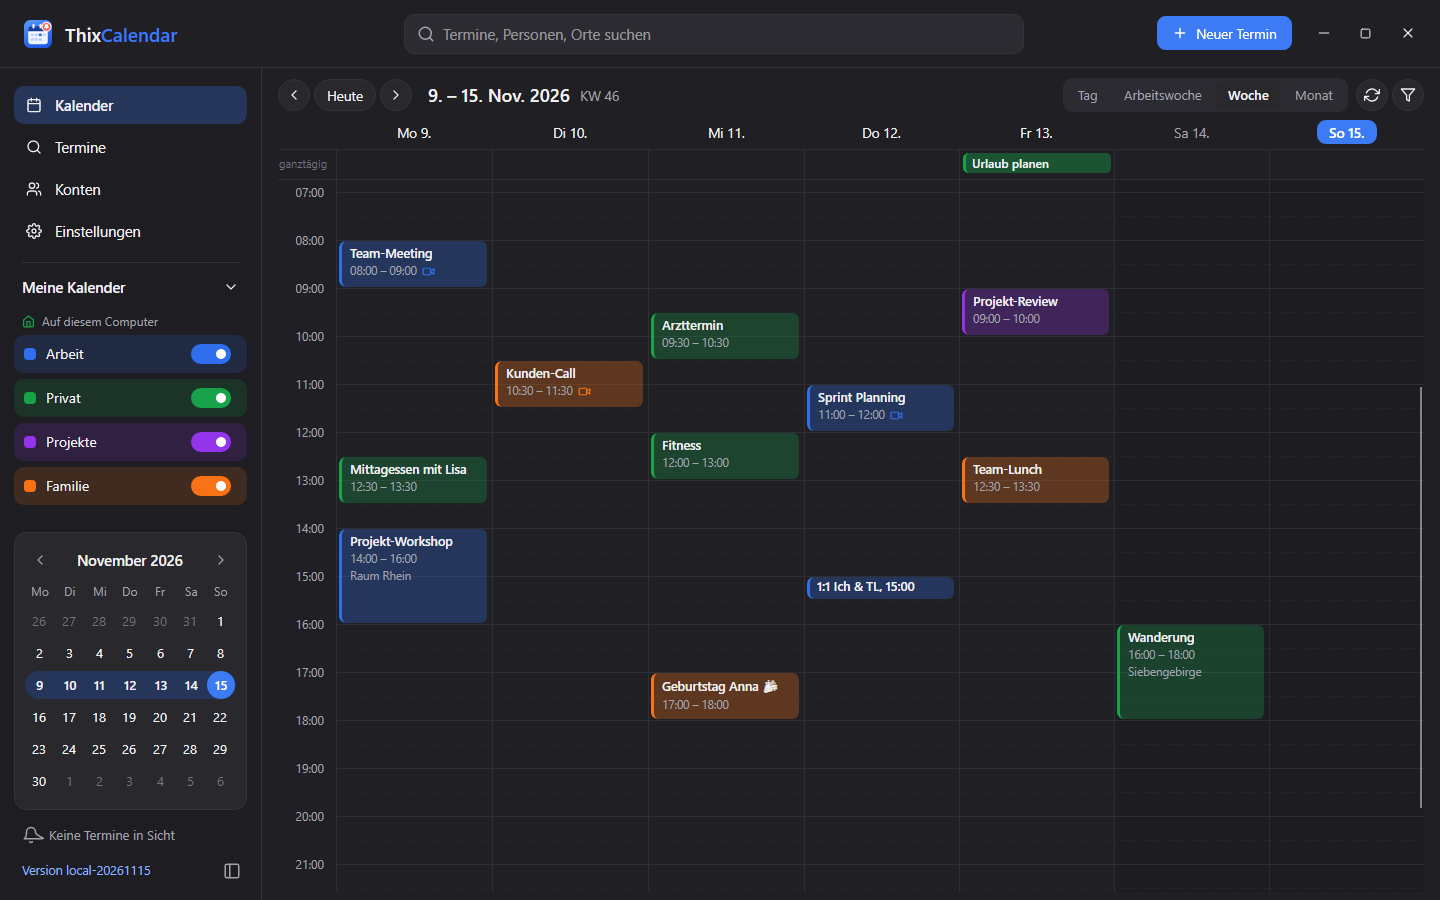 ThixCalendar
Termine, Personen, Orte suchen
Neuer Termin
Kalender
Termine
Konten
Einstellungen
Meine Kalender
Auf diesem Computer
Arbeit
Privat
Projekte
Familie
November 2026
Mo Di Mi Do Fr Sa So
26 27 28 29 30 31 1
2 3 4 5 6 7 8
9 10 11 12 13 14 15
16 17 18 19 20 21 22
23 24 25 26 27 28 29
30 1 2 3 4 5 6
Keine Termine in Sicht
Version local-20261115
Heute
9. – 15. Nov. 2026 KW 46
Tag Arbeitswoche Woche Monat
Mo 9. Di 10. Mi 11. Do 12. Fr 13. Sa 14. So 15.
ganztägig
Urlaub planen
07:00
08:00
09:00
10:00
11:00
12:00
13:00
14:00
15:00
16:00
17:00
18:00
19:00
20:00
21:00
Team-Meeting
08:00 – 09:00
Mittagessen mit Lisa
12:30 – 13:30
Projekt-Workshop
14:00 – 16:00
Raum Rhein
Kunden-Call
10:30 – 11:30
Arzttermin
09:30 – 10:30
Fitness
12:00 – 13:00
Geburtstag Anna 🎉
17:00 – 18:00
Sprint Planning
11:00 – 12:00
1:1 Ich & TL, 15:00
Projekt-Review
09:00 – 10:00
Team-Lunch
12:30 – 13:30
Wanderung
16:00 – 18:00
Siebengebirge